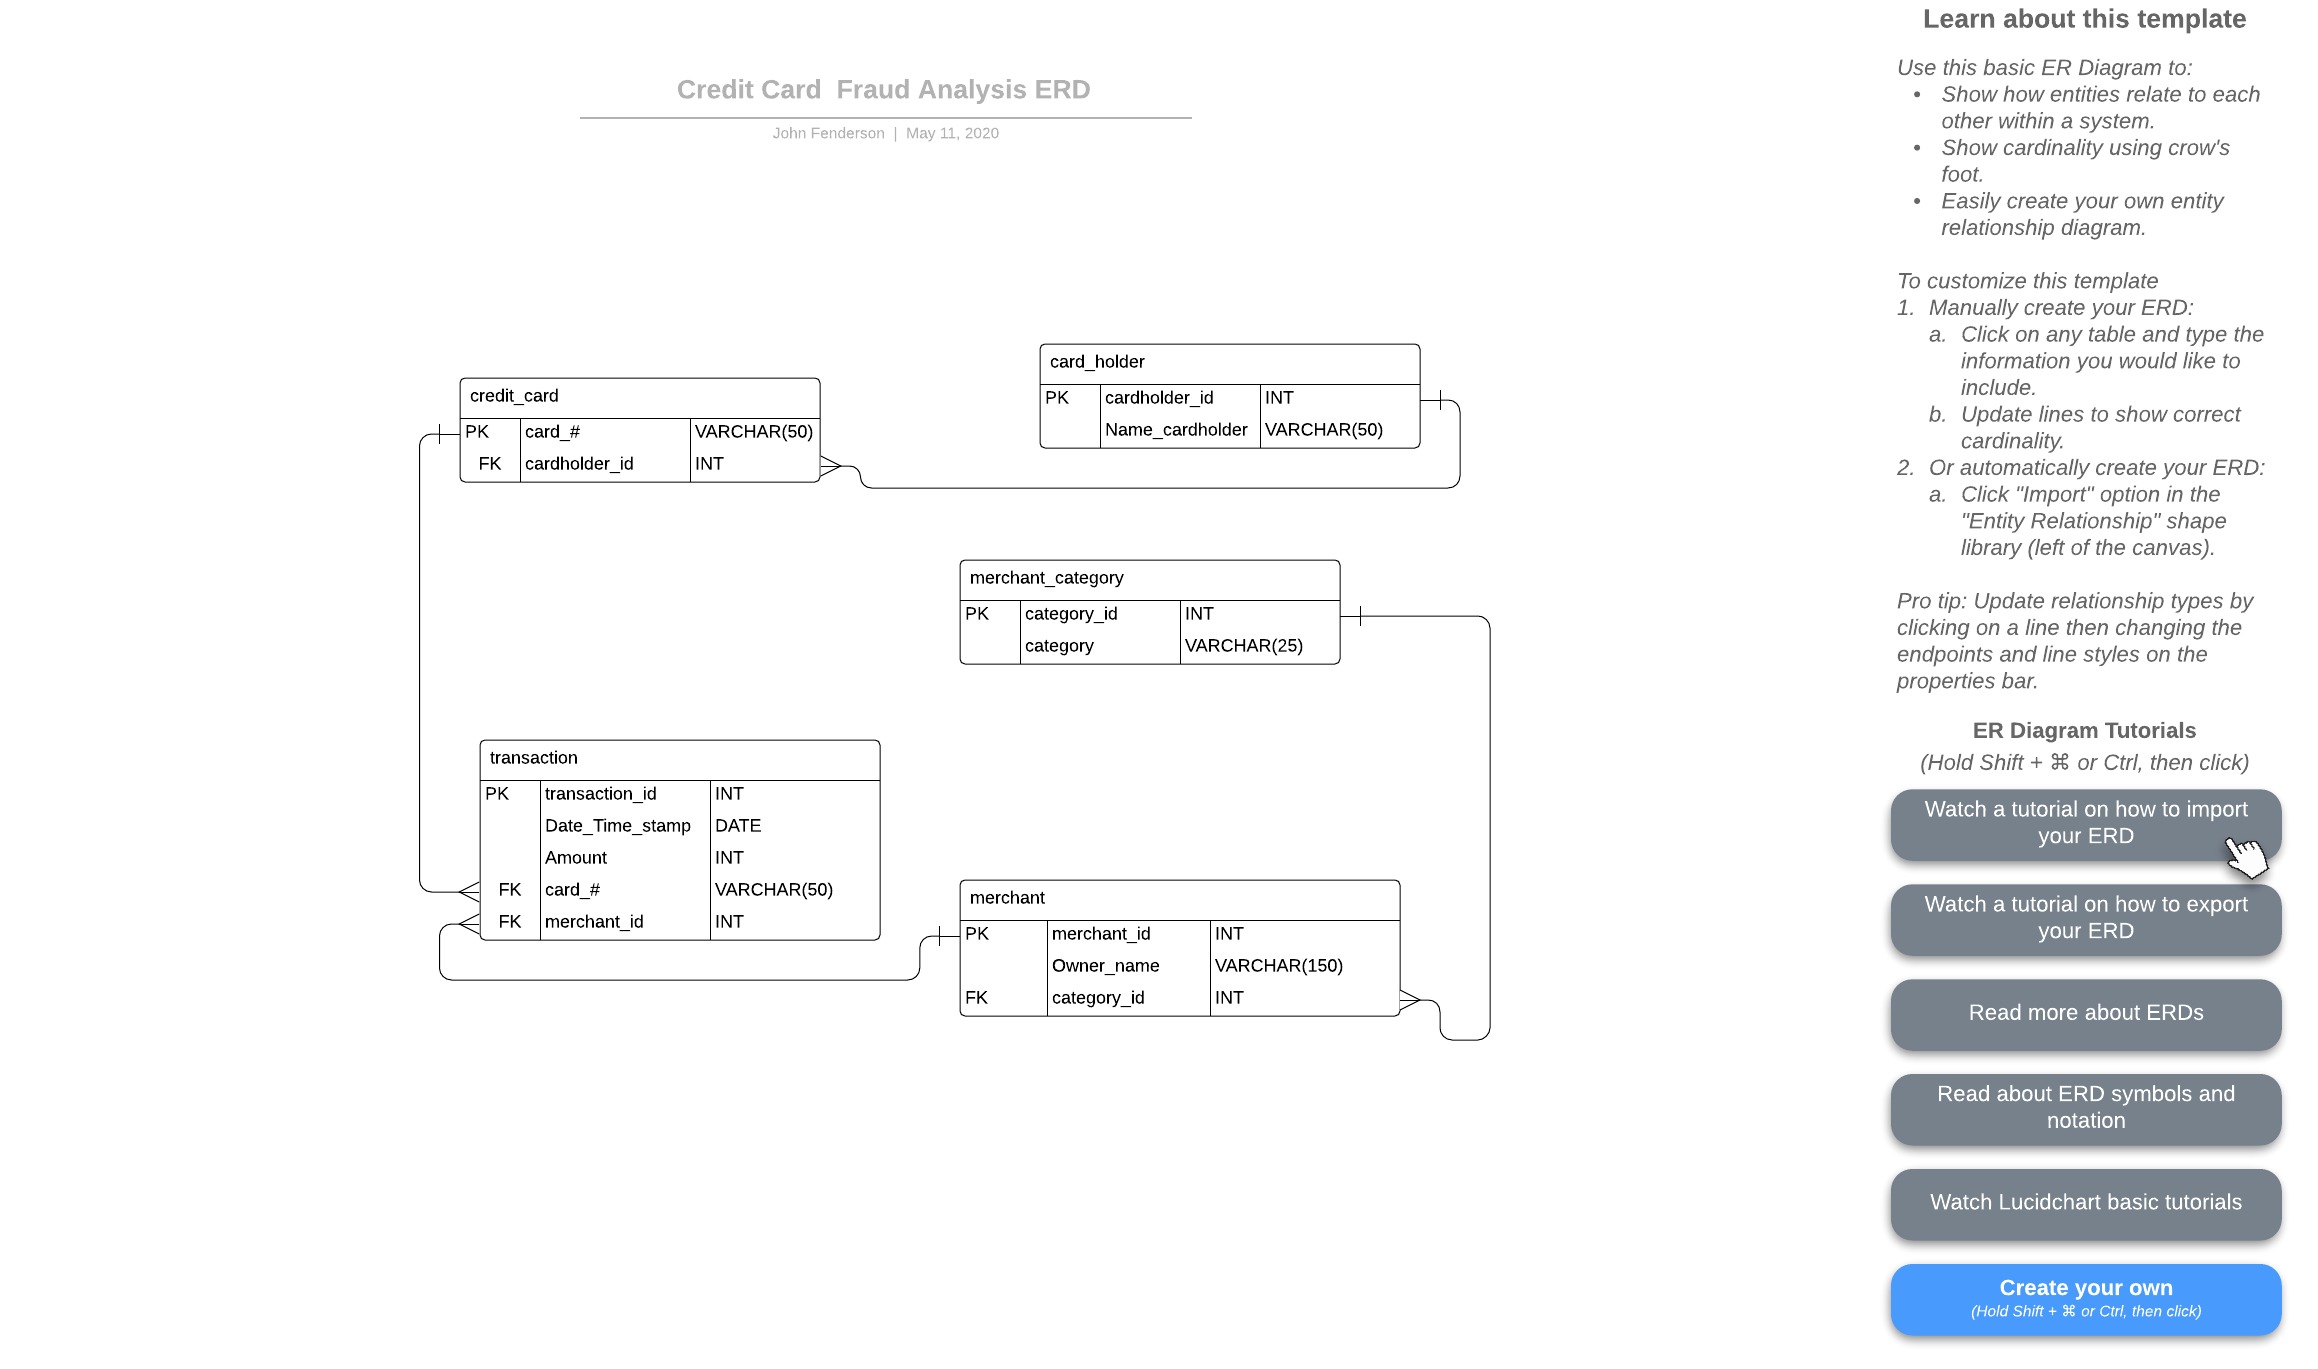 Credit Card  Fraud Analysis ERD
John Fenderson  |  May 11, 2020
credit_card
PK card_# VARCHAR(50)
FK cardholder_id INT
card_holder
PK cardholder_id INT
Name_cardholder VARCHAR(50)
merchant_category
PK category_id INT
category VARCHAR(25)
transaction
PK transaction_id INT
Date_Time_stamp DATE
Amount INT
FK card_# VARCHAR(50)
FK merchant_id INT
merchant
PK merchant_id INT
Owner_name VARCHAR(150)
FK category_id INT
Learn about this template
Use this basic ER Diagram to:
• Show how entities relate to each
other within a system.
• Show cardinality using crow's
foot.
• Easily create your own entity
relationship diagram.
To customize this template
1. Manually create your ERD:
a. Click on any table and type the
information you would like to
include.
b. Update lines to show correct
cardinality.
2. Or automatically create your ERD:
a. Click "Import" option in the
"Entity Relationship" shape
library (left of the canvas).
Pro tip: Update relationship types by
clicking on a line then changing the
endpoints and line styles on the
properties bar.
ER Diagram Tutorials
(Hold Shift + ⌘ or Ctrl, then click)
Watch a tutorial on how to import
your ERD
Watch a tutorial on how to export
your ERD
Read more about ERDs
Read about ERD symbols and
notation
Watch Lucidchart basic tutorials
Create your own
(Hold Shift + ⌘ or Ctrl, then click)